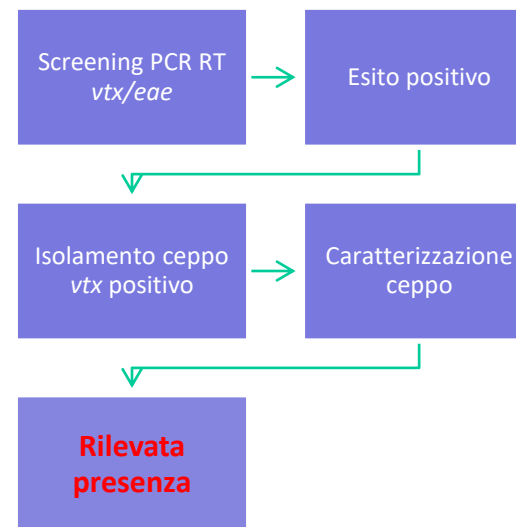 Screening PCR RT
vtx/eae
Esito positivo
Isolamento ceppo
vtx positivo
Caratterizzazione
ceppo
Rilevata
presenza